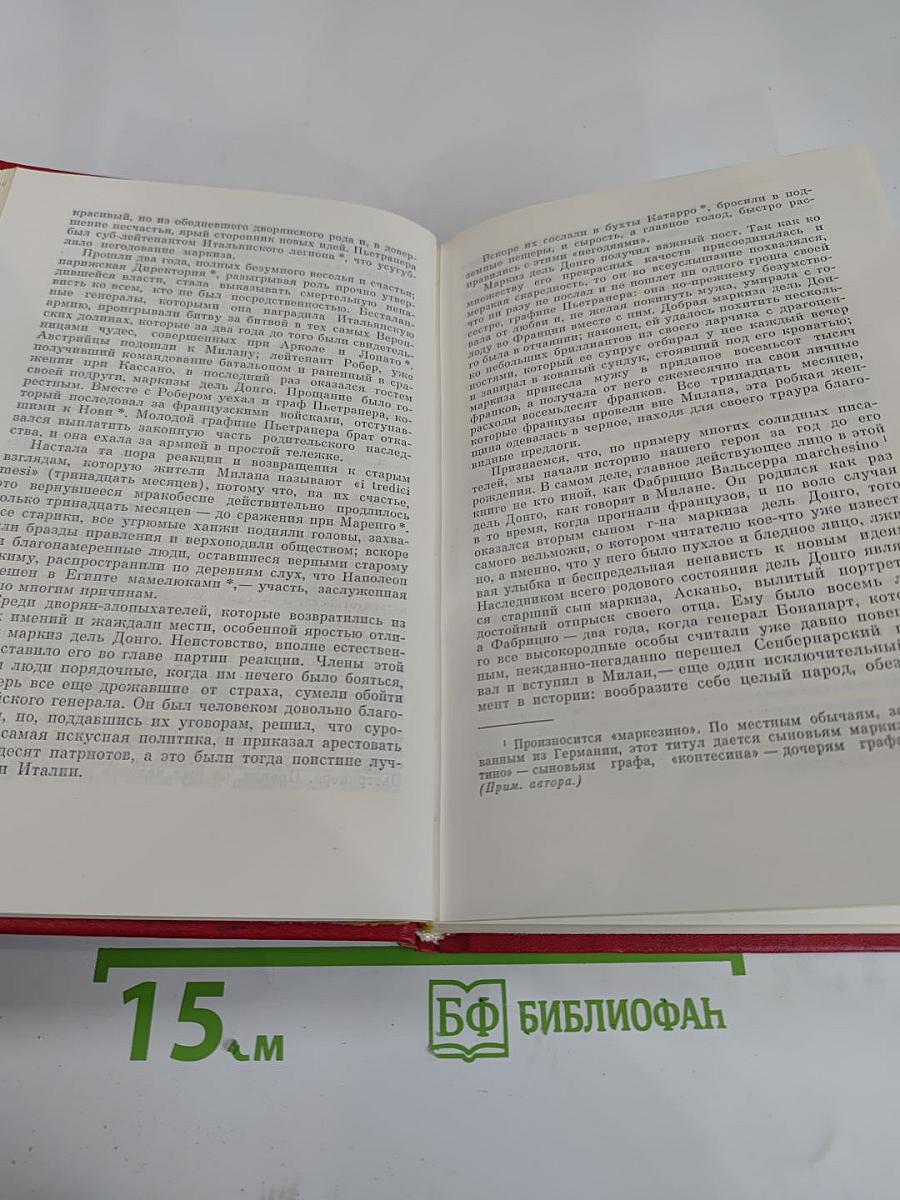 красивый, но из обедневшего дворянского рода и, в довер-
шение несчастья, ярый сторонник новых идей. Пьетранера
был суб-лейтенантом Итальянского легиона *, что усугуб-
ляло негодование маркиза.
Прошли два года, полных безумного веселья и счастья;
парижская Директория *, разыгрывая роль прочно утвер-
дившейся власти, стала выказывать смертельную нена-
висть ко всем, кто не был посредственностью. Бесталан-
ные генералы, которыми она наградила Итальянскую
армию, проигрывали битву за битвой в тех самых Верон-
ских долинах, которые за два года до того были свидетель-
ницами чудес, совершенных при Арколе и Лонато *.
Австрийцы подошли к Милану; лейтенант Робер, уже
получивший командование батальоном и раненный в сра-
жении при Кассано, в последний раз оказался гостем
своей подруги, маркизы дель Донго. Прощание было го-
рестным. Вместе с Робером уехал и граф Пьетранера, ко-
торый последовал за французскими войсками, отступав-
шими к Нови *. Молодой графине Пьетранера брат отка-
зался выплатить законную часть родительского наслед-
ства, и она ехала за армией в простой тележке.
Настала та пора реакции и возвращения к старым
взглядам, которую жители Милана называют «i tredici
mesi» (тринадцать месяцев), потому что, на их счастье,
это вернувшееся мракобесие действительно продлилось
олько тринадцать месяцев — до сражения при Маренго *.
се старики, все угрюмые ханжи подняли головы, захва-
или бразды правления и верховодили обществом; вскоре
и благонамеренные люди, оставшиеся верными старому
жиму, распространили по деревням слух, что Наполеон
ешен в Египте мамелюками *, — участь, заслуженная
по многим причинам.
Среди дворян-злопыхателей, которые возвратились из
х имений и жаждали мести, особенной яростью отли-
маркиз дель Донго. Неистовство, вполне естествен-
оставило его во главе партии реакции. Члены этой
и люди порядочные, когда им нечего было бояться,
ерь все еще дрожавшие от страха, сумели обойти
йского генерала. Он был человеком довольно благо-
м, но, поддавшись их уговорам, решил, что суро-
самая искусная политика, и приказал арестовать
десят патриотов, а это были тогда поистине луч-
и Италии.
Вскоре их сослали в бухты Катарро *, бросили в под-
земные пещеры, и сырость, а главное голод, быстро рас-
правились с этими «негодяями».
Маркиз дель Донго получил важный пост. Так как ко
множеству его прекрасных качеств присоединялась и
мерзкая скаредность, то он во всеуслышание похвалялся,
что ни разу не послал и не пошлет ни одного гроша своей
сестре, графине Пьетранера: она по-прежнему безумство-
вала от любви и, не желая покинуть мужа, умирала с го-
лоду во Франции вместе с ним. Добрая маркиза дель Дон-
го была в отчаянии; наконец, ей удалось похитить несколь-
ко небольших бриллиантов из своего ларчика с драгоцен-
ностями, который ее супруг отбирал у нее каждый вечер
и запирал в кованый сундук, стоявший под его кроватью;
маркиза принесла мужу в приданое восемьсот тысяч
франков, а получала от него ежемесячно на свои личные
расходы восемьдесят франков. Все тринадцать месяцев,
которые французы провели вне Милана, эта робкая жен-
щина одевалась в черное, находя для своего траура благо-
видные предлоги.
Признаемся, что, по примеру многих солидных писа-
телей, мы начали историю нашего героя за год до его
рождения. В самом деле, главное действующее лицо в этой
книге не кто иной, как Фабрицио Вальсерра marchesino 1
дель Донго, как говорят в Милане. Он родился как раз
в то время, когда прогнали французов, и по воле случая
оказался вторым сыном г-на маркиза дель Донго, того
самого вельможи, о котором читателю кое-что уже извест
но, а именно, что у него было пухлое и бледное лицо, лжи
вая улыбка и беспредельная ненависть к новым идеям
Наследником всего родового состояния дель Донго явля
ся старший сын маркиза, Асканьо, вылитый портрет
достойный отпрыск своего отца. Ему было восемь л
а Фабрицио — два года, когда генерал Бонапарт, кото
го все высокородные особы считали уже давно повеш
ным, нежданно-негаданно перешел Сенбернарский п
вал и вступил в Милан,— еще один исключительный
мент в истории: вообразите себе целый народ, обез
1 Произносится «маркезино». По местным обычаям, за
ванным из Германии, этот титул дается сыновьям маркиз
тино» — сыновьям графа, «контесина» — дочерям графа
(Прим. автора.)
15 см
БФ БИБЛИОФАН